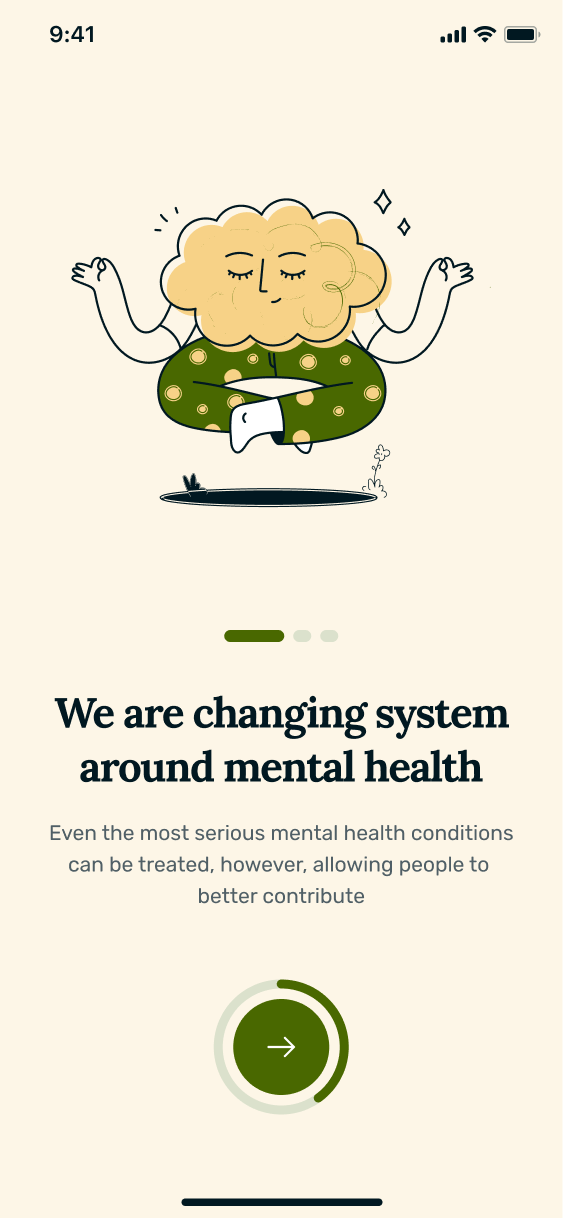 9:41
We are changing system
around mental health
Even the most serious mental health conditions
can be treated, however, allowing people to
better contribute